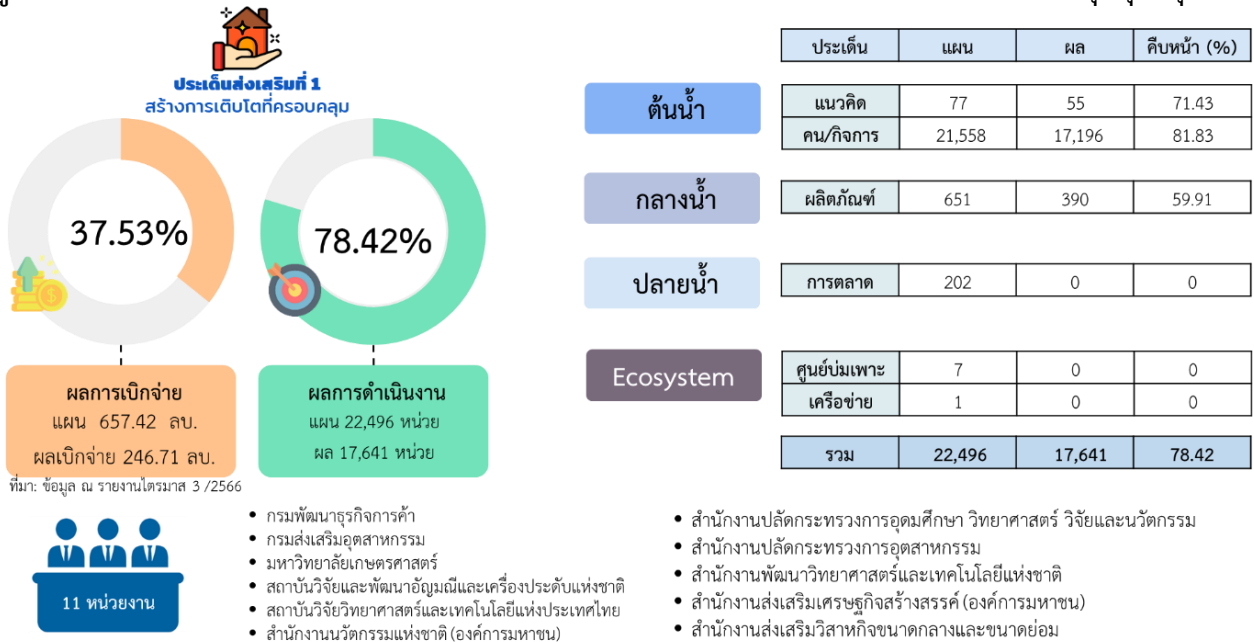 ประเด็นส่งเสริมที่ 1
สร้างการเติบโตที่ครอบคลุม
37.53%
78.42%
ผลการเบิกจ่าย
แผน 657.42 ลบ.
ผลเบิกจ่าย 246.71 ลบ.
ผลการดำเนินงาน
แผน 22,496 หน่วย
ผล 17,641 หน่วย
ที่มา: ข้อมูล ณ รายงานไตรมาส 3 /2566
ประเด็น แผน ผล คืบหน้า (%)
ต้นน้ำ
แนวคิด 77 55 71.43
คน/กิจการ 21,558 17,196 81.83
กลางน้ำ
ผลิตภัณฑ์ 651 390 59.91
ปลายน้ำ
การตลาด 202 0 0
Ecosystem
ศูนย์บ่มเพาะ 7 0 0
เครือข่าย 1 0 0
รวม 22,496 17,641 78.42
11 หน่วยงาน
• กรมพัฒนาธุรกิจการค้า
• กรมส่งเสริมอุตสาหกรรม
• มหาวิทยาลัยเกษตรศาสตร์
• สถาบันวิจัยและพัฒนาอัญมณีและเครื่องประดับแห่งชาติ
• สถาบันวิจัยวิทยาศาสตร์และเทคโนโลยีแห่งประเทศไทย
• สำนักงานนวัตกรรมแห่งชาติ (องค์การมหาชน)
• สำนักงานปลัดกระทรวงการอุดมศึกษา วิทยาศาสตร์ วิจัยและนวัตกรรม
• สำนักงานปลัดกระทรวงการอุตสาหกรรม
• สำนักงานพัฒนาวิทยาศาสตร์และเทคโนโลยีแห่งชาติ
• สำนักงานส่งเสริมเศรษฐกิจสร้างสรรค์ (องค์การมหาชน)
• สำนักงานส่งเสริมวิสาหกิจขนาดกลางและขนาดย่อม